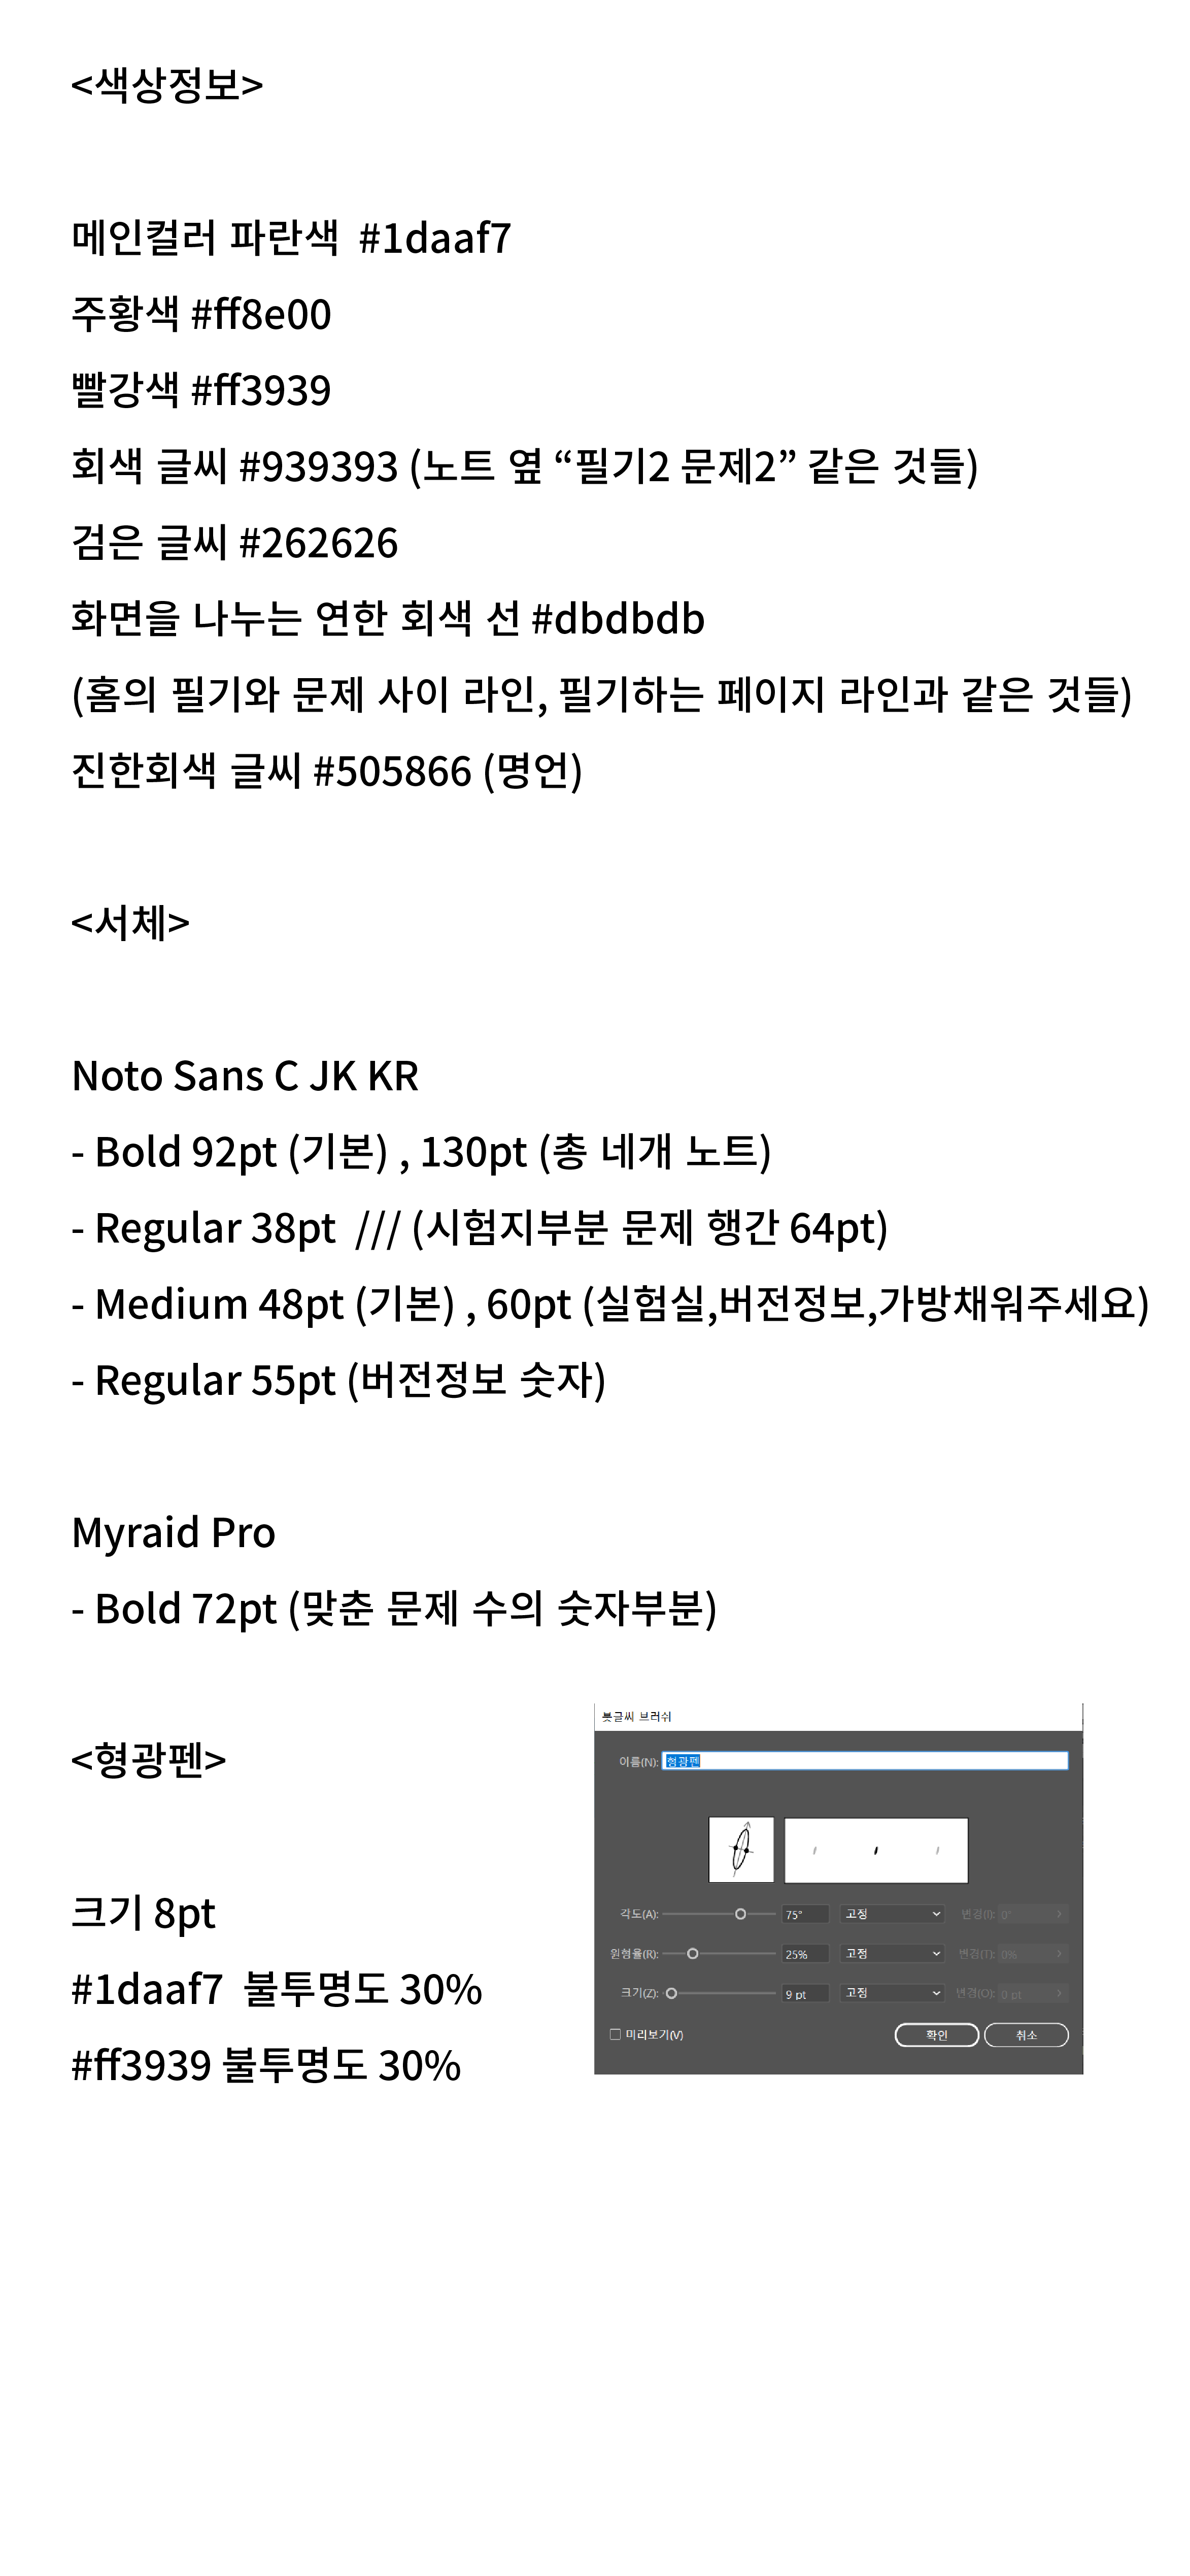 <색상정보>
메인컬러 파란색  #1daaf7
주황색 #ff8e00
빨강색 #ff3939
회색 글씨 #939393 (노트 옆 “필기2 문제2” 같은 것들)
검은 글씨 #262626
화면을 나누는 연한 회색 선 #dbdbdb
(홈의 필기와 문제 사이 라인, 필기하는 페이지 라인과 같은 것들)
진한회색 글씨 #505866 (명언)
<서체>
Noto Sans C JK KR
- Bold 92pt (기본) , 130pt (총 네개 노트)
- Regular 38pt  /// (시험지부분 문제 행간 64pt)
- Medium 48pt (기본) , 60pt (실험실,버전정보,가방채워주세요)
- Regular 55pt (버전정보 숫자)
Myraid Pro
- Bold 72pt (맞춘 문제 수의 숫자부분)
<형광펜>
크기 8pt
#1daaf7  불투명도 30%
#ff3939 불투명도 30%
붓글씨 브러쉬
이름(N): 형광펜
각도(A): 75° 고정 변경(I): 0°
원형율(R): 25% 고정 변경(T): 0%
크기(Z): 9 pt 고정 변경(O): 0 pt
미리보기(V) 확인 취소